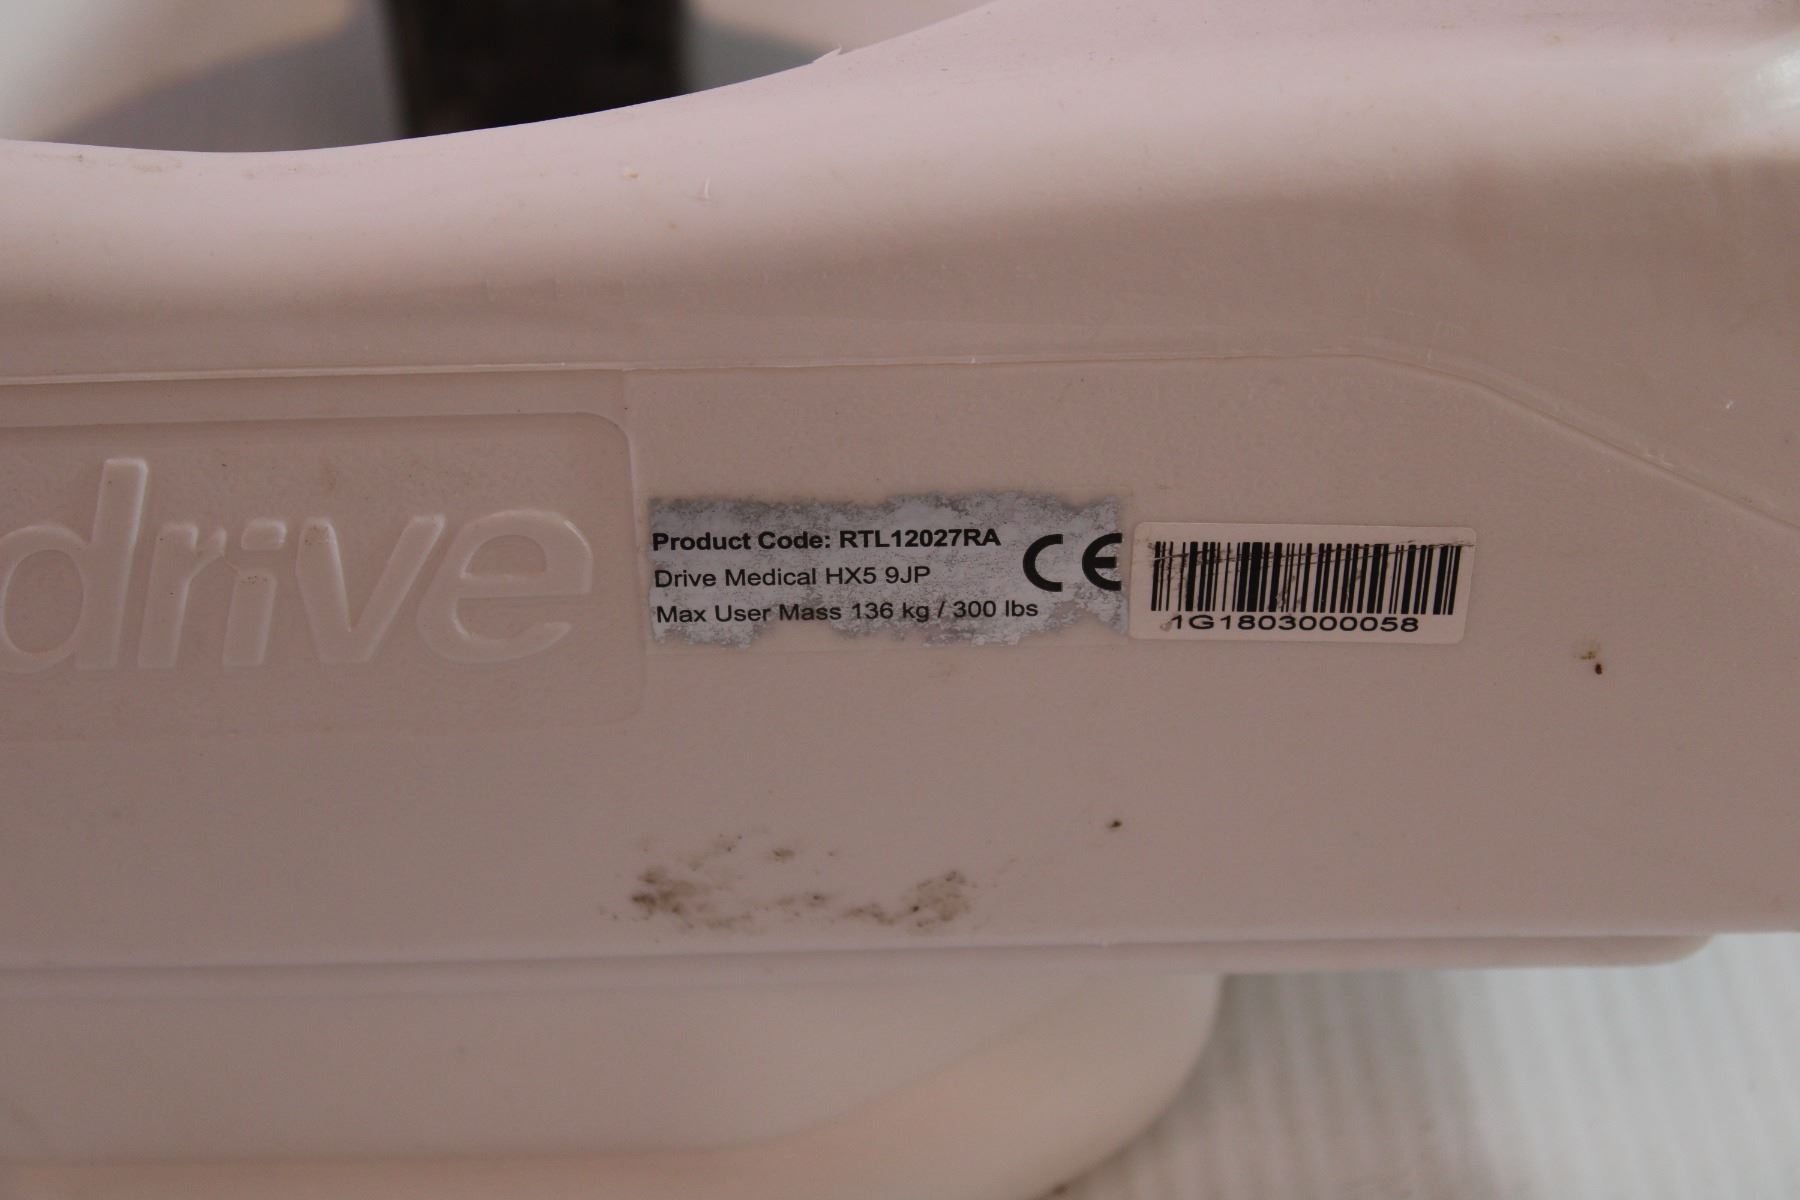 drive
Product Code: RTL12027RA
Drive Medical HX5 9JP
Max User Mass 136 kg / 300 lbs
CE
1G1803000058